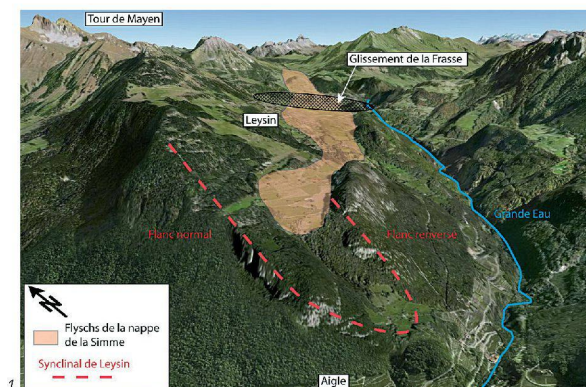 Tour de Mayen
Glissement de la Frasse
Leysin
Flanc normal
Flanc renversé
Grande Eau
N
Flyschs de la nappe
de la Simme
Synclinal de Leysin
Aigle
1